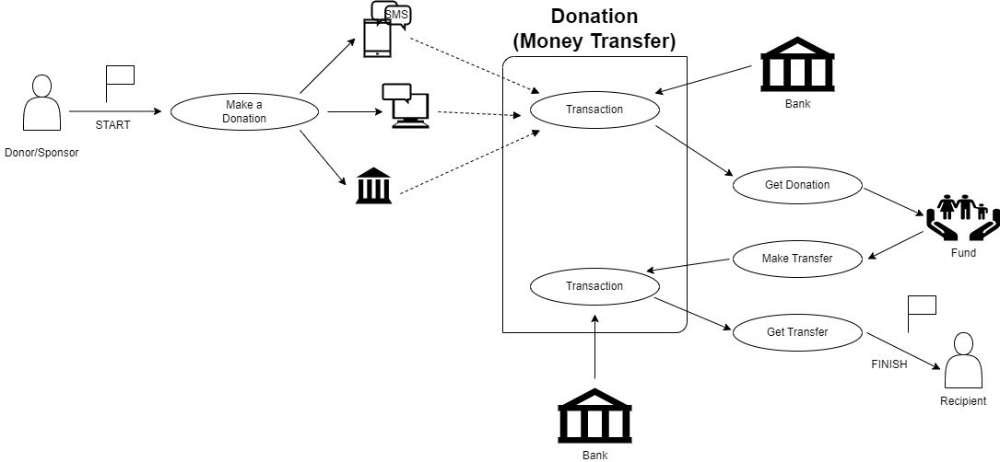 SMS
Donation
(Money Transfer)
Bank
START
Make a
Donation
Transaction
Donor/Sponsor
Get Donation
Fund
Make Transfer
Transaction
Get Transfer
FINISH
Recipient
Bank